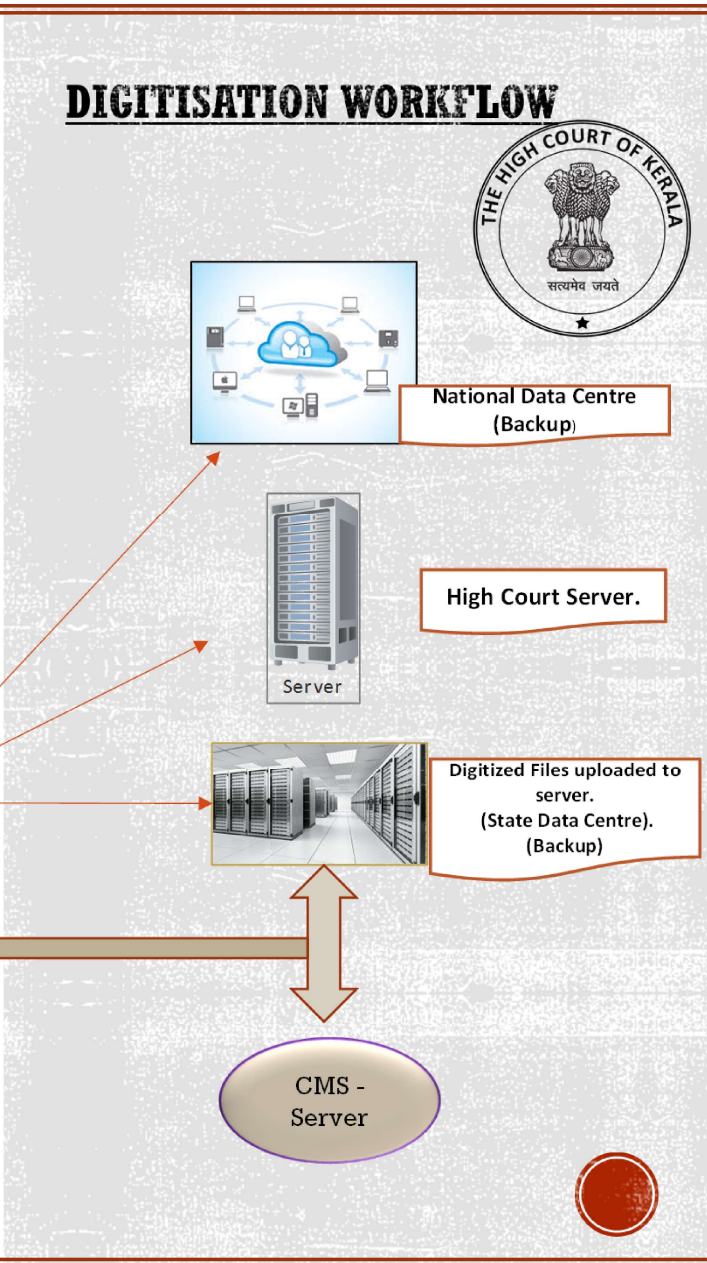 DIGITISATION WORKFLOW
THE HIGH COURT OF KERALA
सत्यमेव जयते
National Data Centre
(Backup)
High Court Server.
Server
Digitized Files uploaded to
server.
(State Data Centre).
(Backup)
CMS -
Server